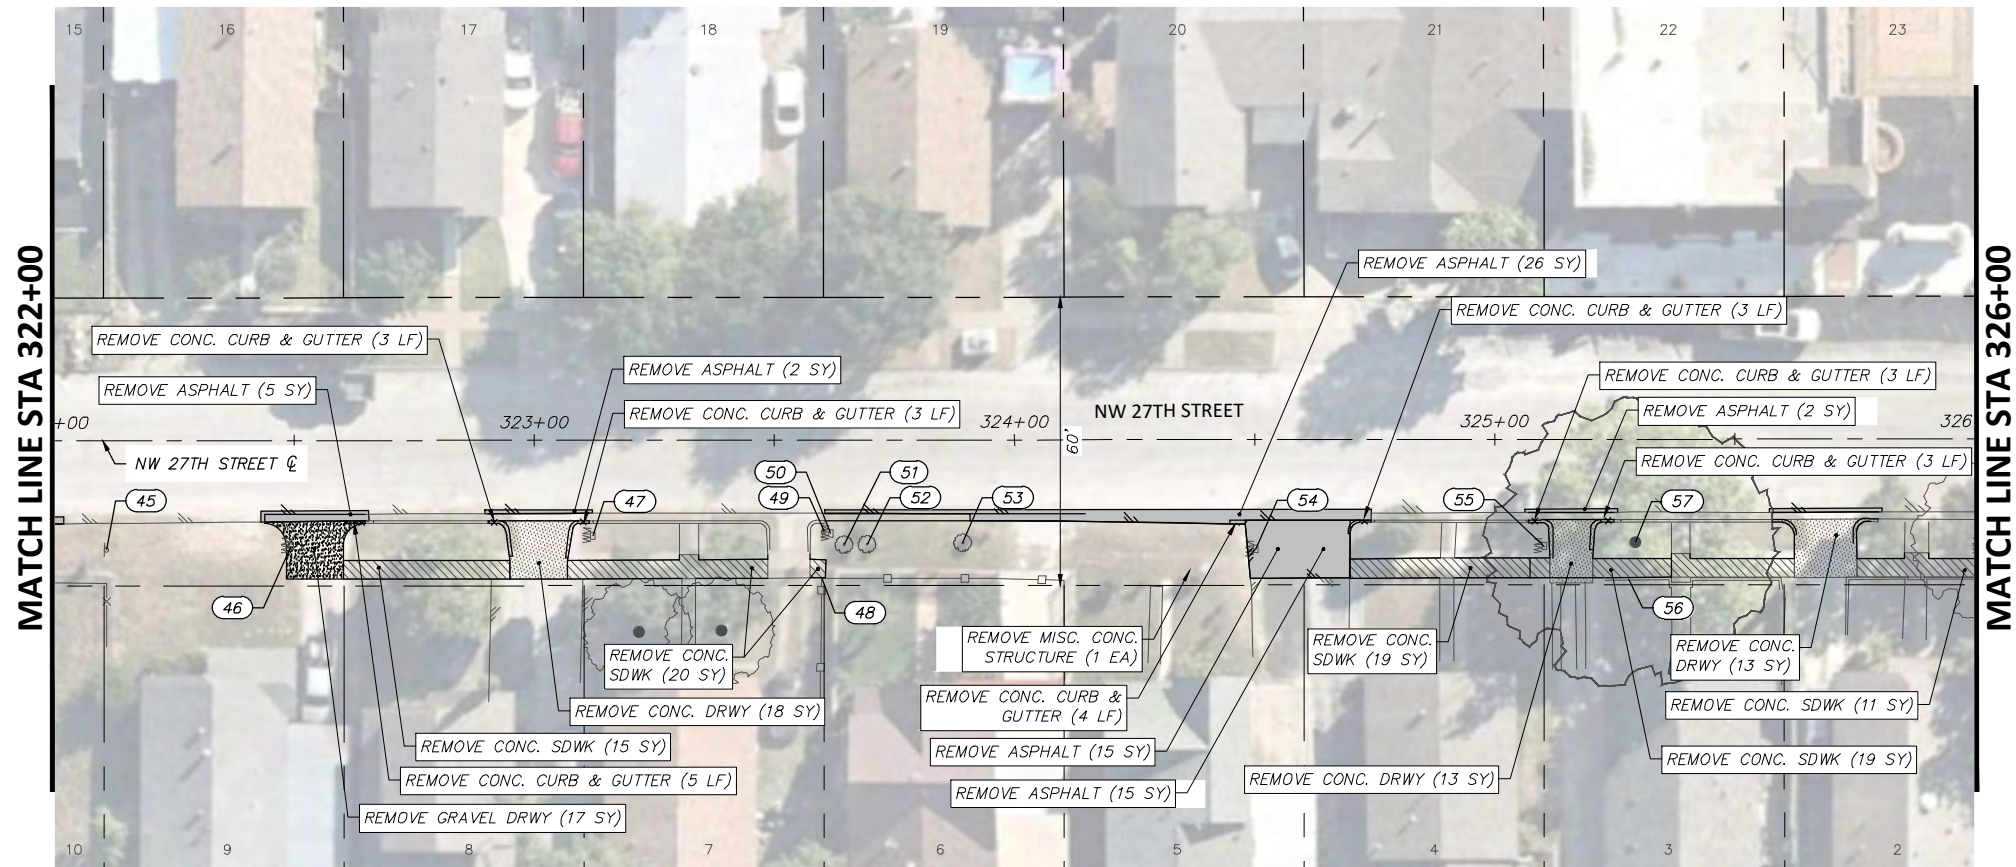 15
16
17
18
19
20
21
22
23
MATCH LINE STA 322+00
MATCH LINE STA 326+00
REMOVE ASPHALT (26 SY)
REMOVE CONC. CURB & GUTTER (3 LF)
REMOVE CONC. CURB & GUTTER (3 LF)
REMOVE ASPHALT (2 SY)
REMOVE CONC. CURB & GUTTER (3 LF)
REMOVE ASPHALT (5 SY)
REMOVE ASPHALT (2 SY)
REMOVE CONC. CURB & GUTTER (3 LF)
NW 27TH STREET
+00
323+00
324+00
325+00
326
60'
NW 27TH STREET ℄
REMOVE CONC. CURB & GUTTER (3 LF)
45
47
50
49
51
52
53
54
55
57
46
48
56
REMOVE CONC.
SDWK (20 SY)
REMOVE MISC. CONC.
STRUCTURE (1 EA)
REMOVE CONC.
SDWK (19 SY)
REMOVE CONC.
DRWY (13 SY)
REMOVE CONC. DRWY (18 SY)
REMOVE CONC. CURB &
GUTTER (4 LF)
REMOVE CONC. SDWK (11 SY)
REMOVE CONC. SDWK (15 SY)
REMOVE ASPHALT (15 SY)
REMOVE CONC. SDWK (19 SY)
REMOVE CONC. CURB & GUTTER (5 LF)
REMOVE ASPHALT (15 SY)
REMOVE CONC. DRWY (13 SY)
REMOVE GRAVEL DRWY (17 SY)
10
9
8
7
6
5
4
3
2